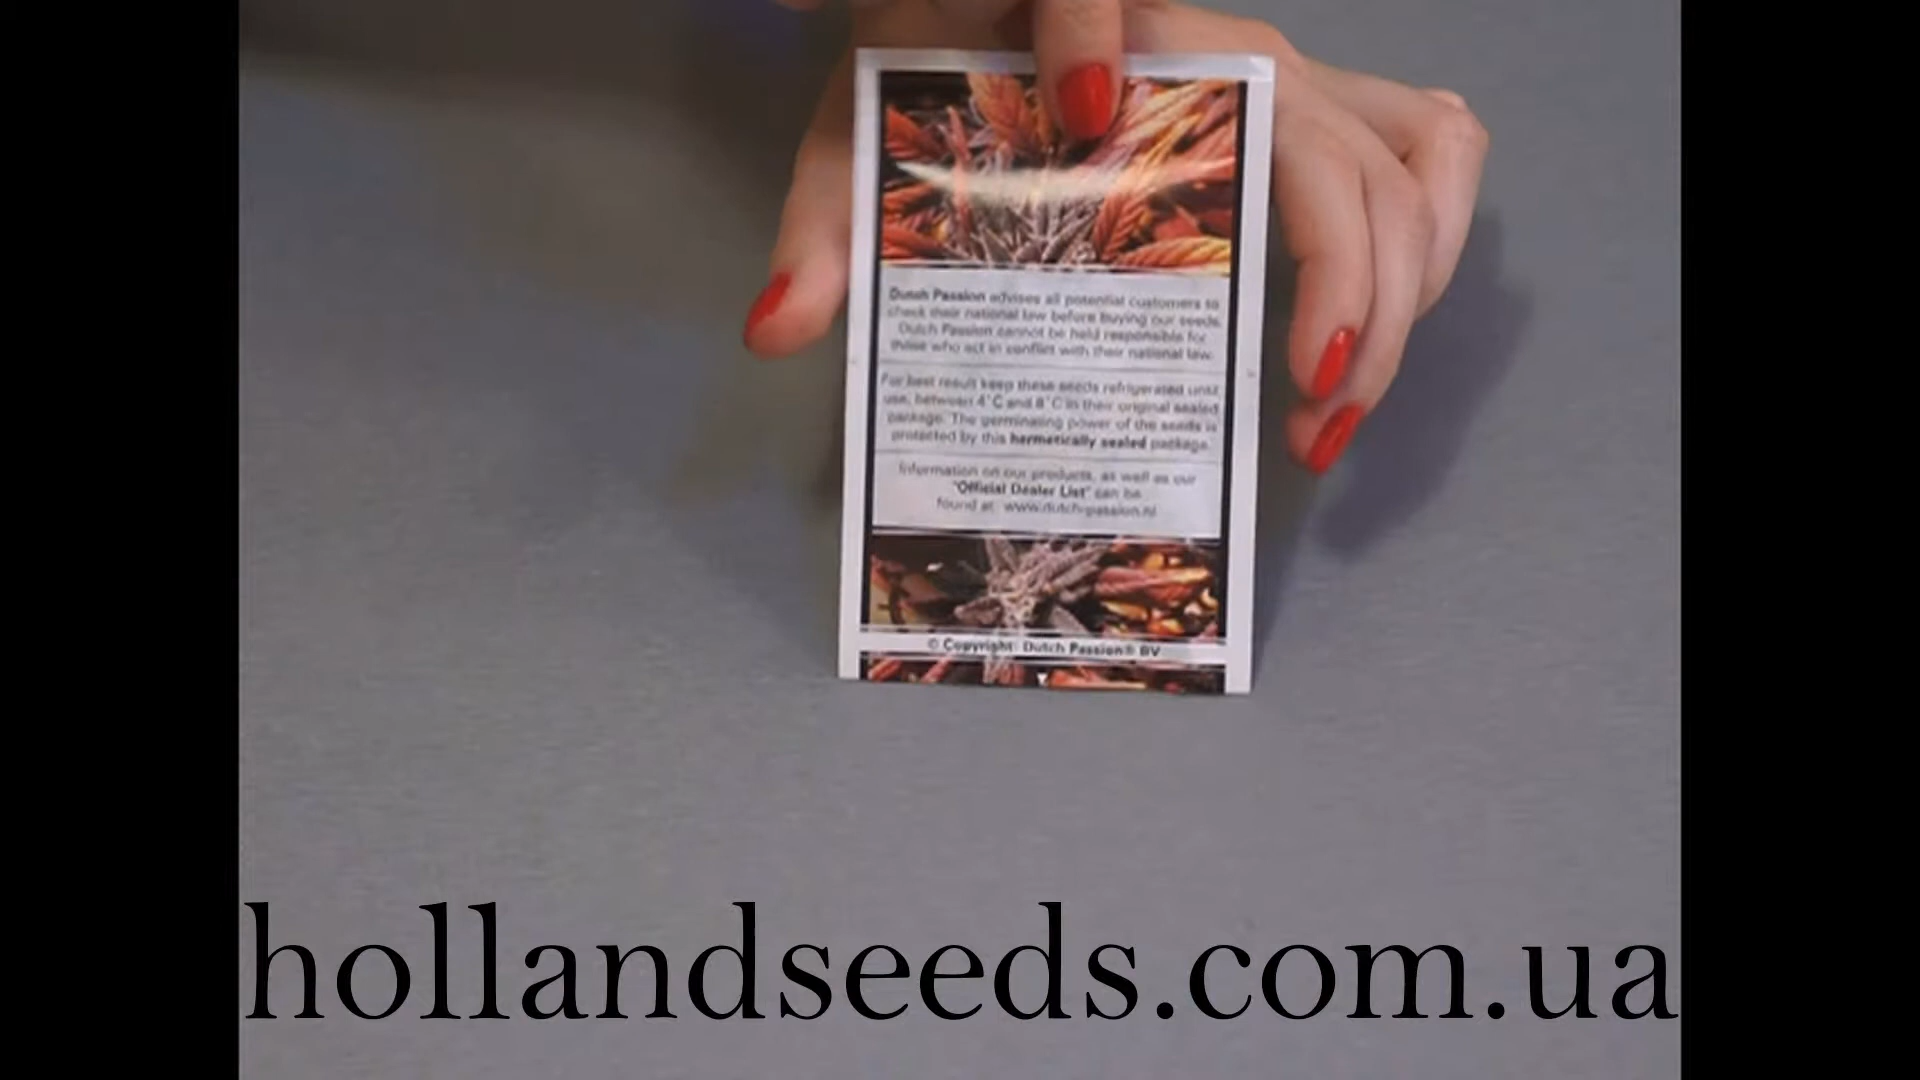 Dutch Passion advises all potential customers to
check their national law before buying our seeds.
Dutch Passion cannot be held responsible for
those who act in conflict with their national law.
For best result keep these seeds refrigerated until
use, between 4°C and 8°C in their original sealed
package. The germinating power of the seeds is
protected by this hermetically sealed package.
Information on our products, as well as our
"Official Dealer List" can be
found at: www.dutch-passion.nl
© Copyright: Dutch Passion® BV
hollandseeds.com.ua